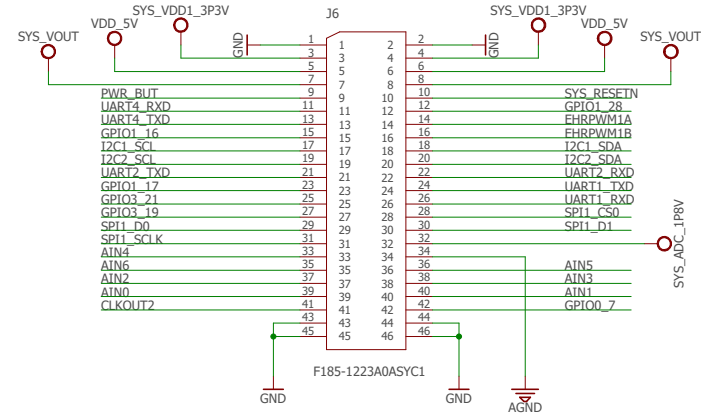 SYS_VDD1_3P3V
J6
SYS_VDD1_3P3V
VDD_5V
VDD_5V
SYS_VOUT
SYS_VOUT
GND
1 1 2 2
GND
3 3 4 4
5 5 6 6
7 7 8 8
PWR_BUT 9 9 10 10 SYS_RESETN
UART4_RXD 11 11 12 12 GPIO1_28
UART4_TXD 13 13 14 14 EHRPWM1A
GPIO1_16 15 15 16 16 EHRPWM1B
I2C1_SCL 17 17 18 18 I2C1_SDA
I2C2_SCL 19 19 20 20 I2C2_SDA
UART2_TXD 21 21 22 22 UART2_RXD
GPIO1_17 23 23 24 24 UART1_TXD
GPIO3_21 25 25 26 26 UART1_RXD
GPIO3_19 27 27 28 28 SPI1_CS0
SPI1_D0 29 29 30 30 SPI1_D1
SPI1_SCLK 31 31 32 32 SYS_ADC_1P8V
AIN4 33 33 34 34
AIN6 35 35 36 36 AIN5
AIN2 37 37 38 38 AIN3
AIN0 39 39 40 40 AIN1
CLKOUT2 41 41 42 42 GPIO0_7
43 43 44 44
45 45 46 46
F185-1223A0ASYC1
GND
GND
AGND